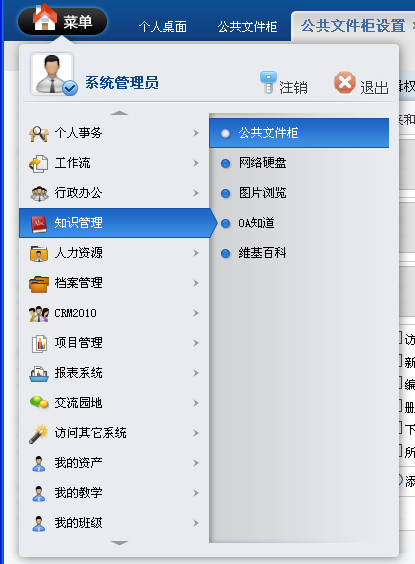 菜单
个人桌面
公共文件柜
公共文件柜设置
系统管理员
注销
退出
个人事务
工作流
行政办公
知识管理
人力资源
档案管理
CRM2010
项目管理
报表系统
交流园地
访问其它系统
我的资产
我的教学
我的班级
公共文件柜
网络硬盘
图片浏览
OA知道
維基百科
权
和
访
新
编
删
下
所
添